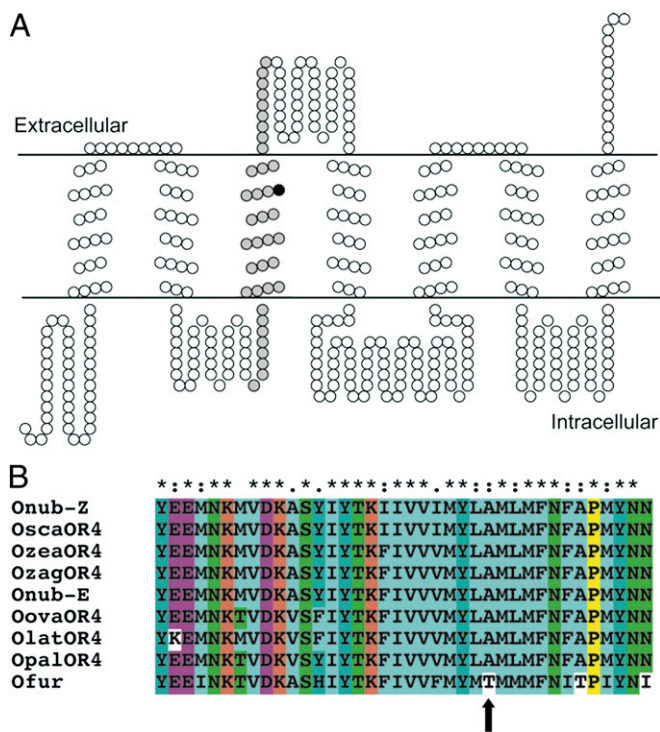 A
Extracellular
Intracellular
B
*:*:** ***.*.****:***.**::*:***::*:**
Onub-Z YEEMNKMVDKASYIYTKIIVVIMYLAMLMFNFAPMYNN
OscaOR4 YEEMNKMVDKASYIYTKIIVVIMYLAMLMFNFAPMYNN
OzeaOR4 YEEMNKMVDKASYIYTKFIVVVMYLAMLMFNFAPMYNN
OzagOR4 YEEMNKMVDKASYIYTKFIVVVMYLAMLMFNFAPMYNN
Onub-E YEEMNKMVDKASYIYTKFIVVVMYLAMLMFNFAPMYNN
OovaOR4 YEEMNKTVDKVSFIYTKFIVVVMYLAMLMFNFAPMYNN
OlatOR4 YKEMNKMVDKVSFIYTKFIVVVMYLAMLMFNFAPMYNN
OpalOR4 YEEMNKTVDKASHIYTKFIVVVMYLAMLMFNFAPMYNN
Ofur YEEINKTVDKASHIYTKFIVVFMYMTMMMFNITPIYNI